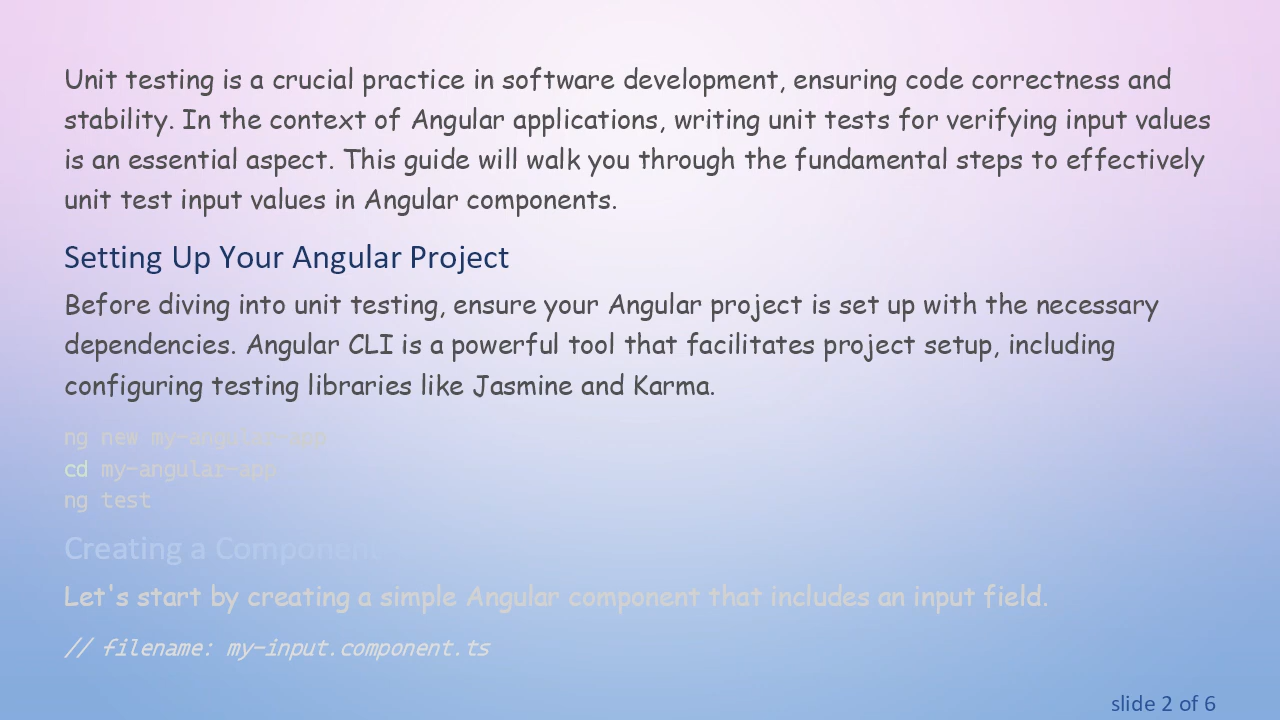 Unit testing is a crucial practice in software development, ensuring code correctness and
stability. In the context of Angular applications, writing unit tests for verifying input values
is an essential aspect. This guide will walk you through the fundamental steps to effectively
unit test input values in Angular components.
Setting Up Your Angular Project
Before diving into unit testing, ensure your Angular project is set up with the necessary
dependencies. Angular CLI is a powerful tool that facilitates project setup, including
configuring testing libraries like Jasmine and Karma.
ng new my-angular-app
cd my-angular-app
ng test
Creating a Component
Let's start by creating a simple Angular component that includes an input field.
// filename: my-input.component.ts
slide 2 of 6